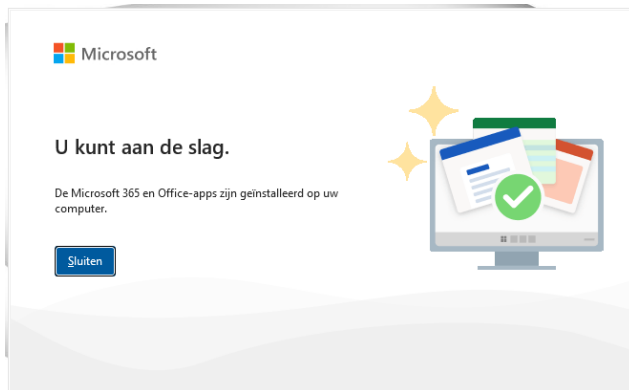 Microsoft
U kunt aan de slag.
De Microsoft 365 en Office-apps zijn geïnstalleerd op uw
computer.
Sluiten